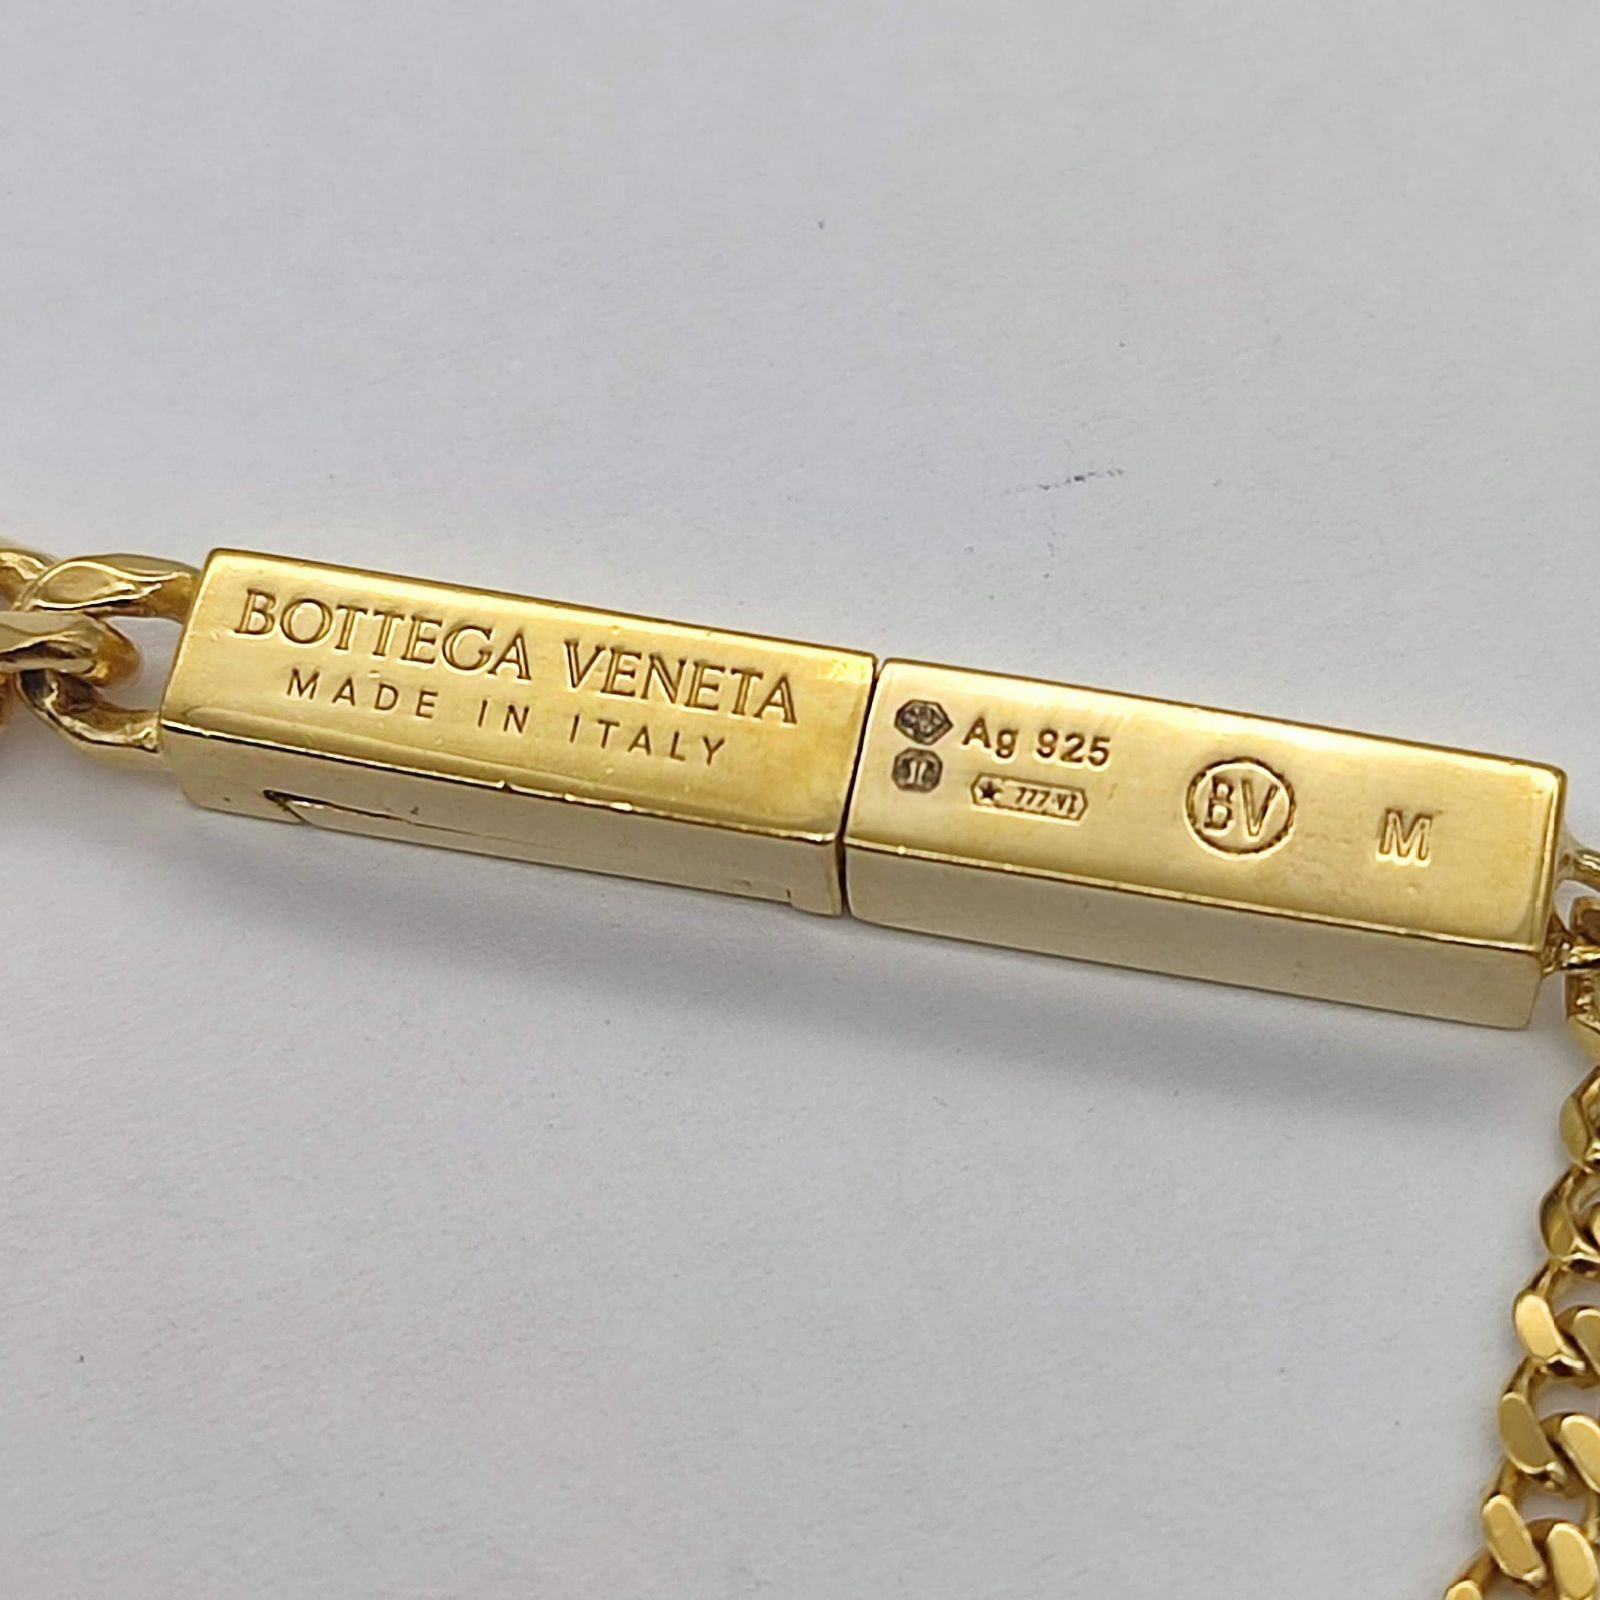 BOTTEGA VENETA
MADE IN ITALY
Ag 925
★ 777 VI
BV
M